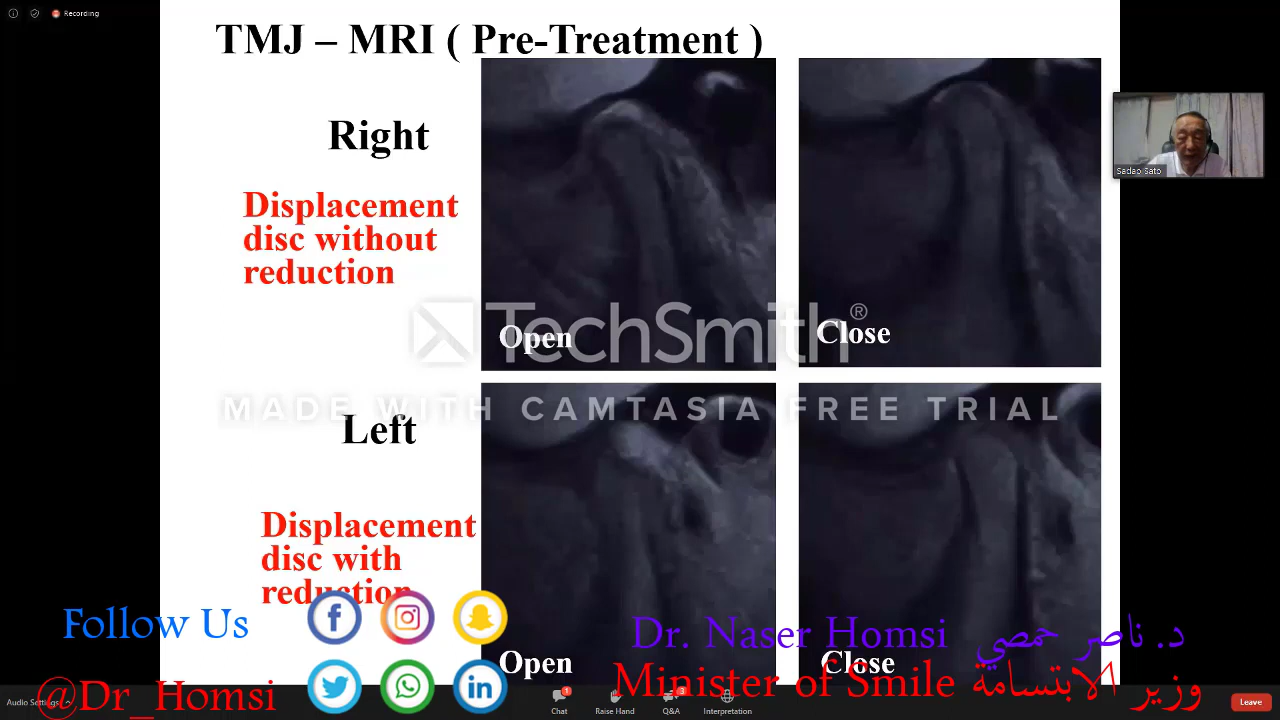 Recording
TMJ – MRI ( Pre-Treatment )
Right
Displacement
disc without
reduction
Open
Close
Sadao Sato
TechSmith®
MADE WITH CAMTASIA FREE TRIAL
Left
Displacement
disc with
reduction
Open
Close
Follow Us
@Dr_Homsi
Dr. Naser Homsi د. ناصر حمصي
Minister of Smile وزير الابتسامة
Audio Settings
Chat
1
Raise Hand
Q&A
3
Interpretation
Leave